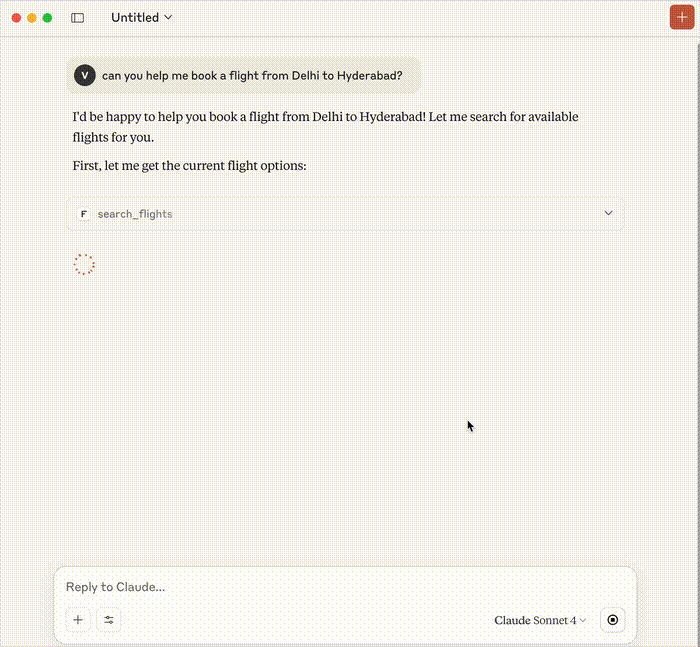 Untitled
V
can you help me book a flight from Delhi to Hyderabad?
I'd be happy to help you book a flight from Delhi to Hyderabad! Let me search for available
flights for you.
First, let me get the current flight options:
F search_flights
Reply to Claude...
Claude Sonnet 4